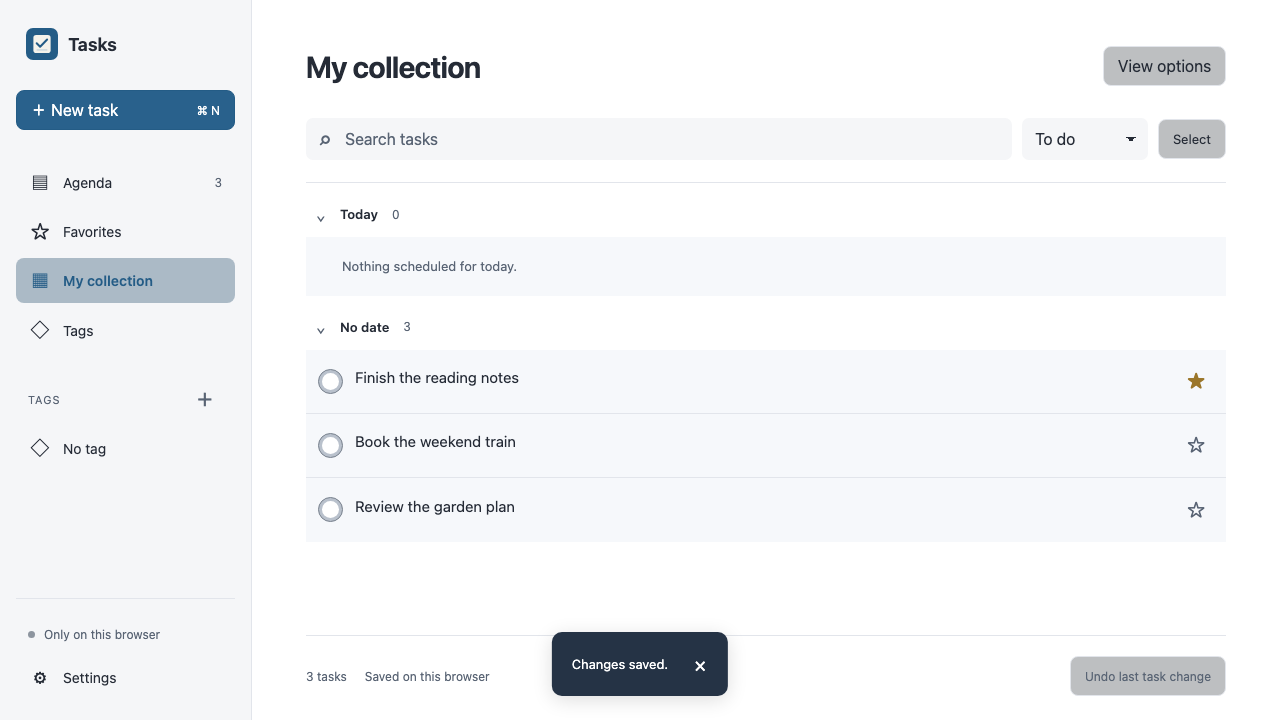 Tasks
+ New task ⌘ N
Agenda 3
Favorites
My collection
Tags
TAGS
No tag
Only on this browser
Settings
My collection
View options
Search tasks
To do
Select
Today 0
Nothing scheduled for today.
No date 3
Finish the reading notes
Book the weekend train
Review the garden plan
3 tasks Saved on this browser
Changes saved. ×
Undo last task change